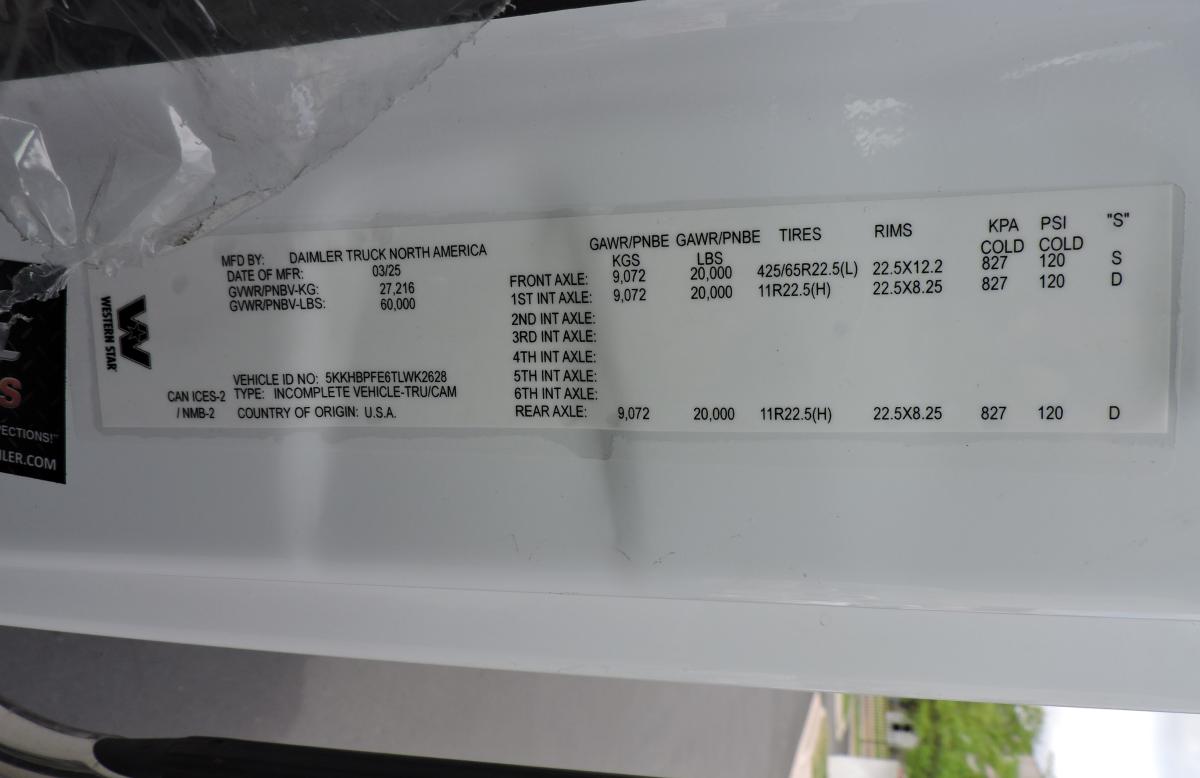 MFD BY: DAIMLER TRUCK NORTH AMERICA
DATE OF MFR: 03/25
GVWR/PNBV-KG: 27,216
GVWR/PNBV-LBS: 60,000
WESTERN STAR
VEHICLE ID NO: 5KKHBPFE6TLWK2628
CAN ICES-2 TYPE: INCOMPLETE VEHICLE-TRU/CAM
/ NMB-2 COUNTRY OF ORIGIN: U.S.A.
GAWR/PNBE GAWR/PNBE TIRES RIMS KPA PSI "S"
KGS LBS COLD COLD
FRONT AXLE: 9,072 20,000 425/65R22.5(L) 22.5X12.2 827 120 S
1ST INT AXLE: 9,072 20,000 11R22.5(H) 22.5X8.25 827 120 D
2ND INT AXLE:
3RD INT AXLE:
4TH INT AXLE:
5TH INT AXLE:
6TH INT AXLE:
REAR AXLE: 9,072 20,000 11R22.5(H) 22.5X8.25 827 120 D
ECTIONS!"
LER.COM